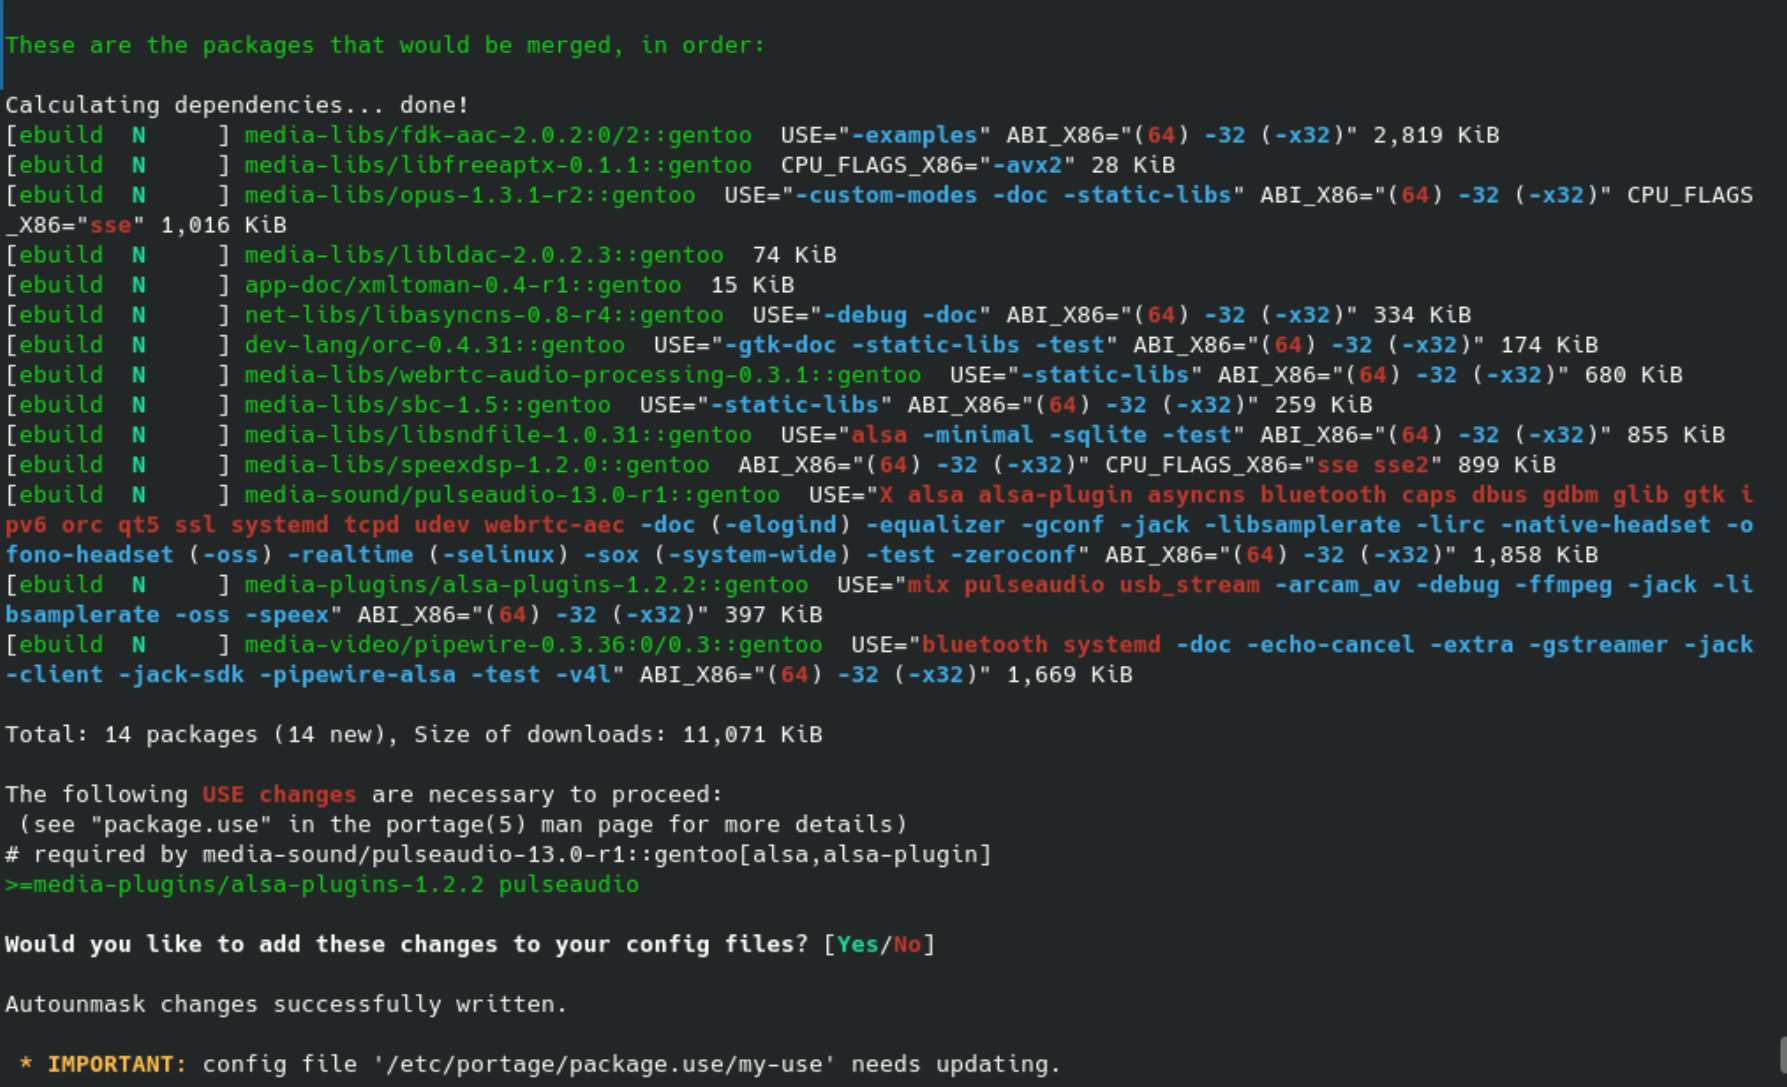 These are the packages that would be merged, in order:
Calculating dependencies... done!
[ebuild  N     ] media-libs/fdk-aac-2.0.2:0/2::gentoo  USE="-examples" ABI_X86="(64) -32 (-x32)" 2,819 KiB
[ebuild  N     ] media-libs/libfreeaptx-0.1.1::gentoo  CPU_FLAGS_X86="-avx2" 28 KiB
[ebuild  N     ] media-libs/opus-1.3.1-r2::gentoo  USE="-custom-modes -doc -static-libs" ABI_X86="(64) -32 (-x32)" CPU_FLAGS
_X86="sse" 1,016 KiB
[ebuild  N     ] media-libs/libldac-2.0.2.3::gentoo  74 KiB
[ebuild  N     ] app-doc/xmltoman-0.4-r1::gentoo  15 KiB
[ebuild  N     ] net-libs/libasyncns-0.8-r4::gentoo  USE="-debug -doc" ABI_X86="(64) -32 (-x32)" 334 KiB
[ebuild  N     ] dev-lang/orc-0.4.31::gentoo  USE="-gtk-doc -static-libs -test" ABI_X86="(64) -32 (-x32)" 174 KiB
[ebuild  N     ] media-libs/webrtc-audio-processing-0.3.1::gentoo  USE="-static-libs" ABI_X86="(64) -32 (-x32)" 680 KiB
[ebuild  N     ] media-libs/sbc-1.5::gentoo  USE="-static-libs" ABI_X86="(64) -32 (-x32)" 259 KiB
[ebuild  N     ] media-libs/libsndfile-1.0.31::gentoo  USE="alsa -minimal -sqlite -test" ABI_X86="(64) -32 (-x32)" 855 KiB
[ebuild  N     ] media-libs/speexdsp-1.2.0::gentoo  ABI_X86="(64) -32 (-x32)" CPU_FLAGS_X86="sse sse2" 899 KiB
[ebuild  N     ] media-sound/pulseaudio-13.0-r1::gentoo  USE="X alsa alsa-plugin asyncns bluetooth caps dbus gdbm glib gtk i
pv6 orc qt5 ssl systemd tcpd udev webrtc-aec -doc (-elogind) -equalizer -gconf -jack -libsamplerate -lirc -native-headset -o
fono-headset (-oss) -realtime (-selinux) -sox (-system-wide) -test -zeroconf" ABI_X86="(64) -32 (-x32)" 1,858 KiB
[ebuild  N     ] media-plugins/alsa-plugins-1.2.2::gentoo  USE="mix pulseaudio usb_stream -arcam_av -debug -ffmpeg -jack -li
bsamplerate -oss -speex" ABI_X86="(64) -32 (-x32)" 397 KiB
[ebuild  N     ] media-video/pipewire-0.3.36:0/0.3::gentoo  USE="bluetooth systemd -doc -echo-cancel -extra -gstreamer -jack
-client -jack-sdk -pipewire-alsa -test -v4l" ABI_X86="(64) -32 (-x32)" 1,669 KiB
Total: 14 packages (14 new), Size of downloads: 11,071 KiB
The following USE changes are necessary to proceed:
 (see "package.use" in the portage(5) man page for more details)
# required by media-sound/pulseaudio-13.0-r1::gentoo[alsa,alsa-plugin]
>=media-plugins/alsa-plugins-1.2.2 pulseaudio
Would you like to add these changes to your config files? [Yes/No]
Autounmask changes successfully written.
 * IMPORTANT: config file '/etc/portage/package.use/my-use' needs updating.